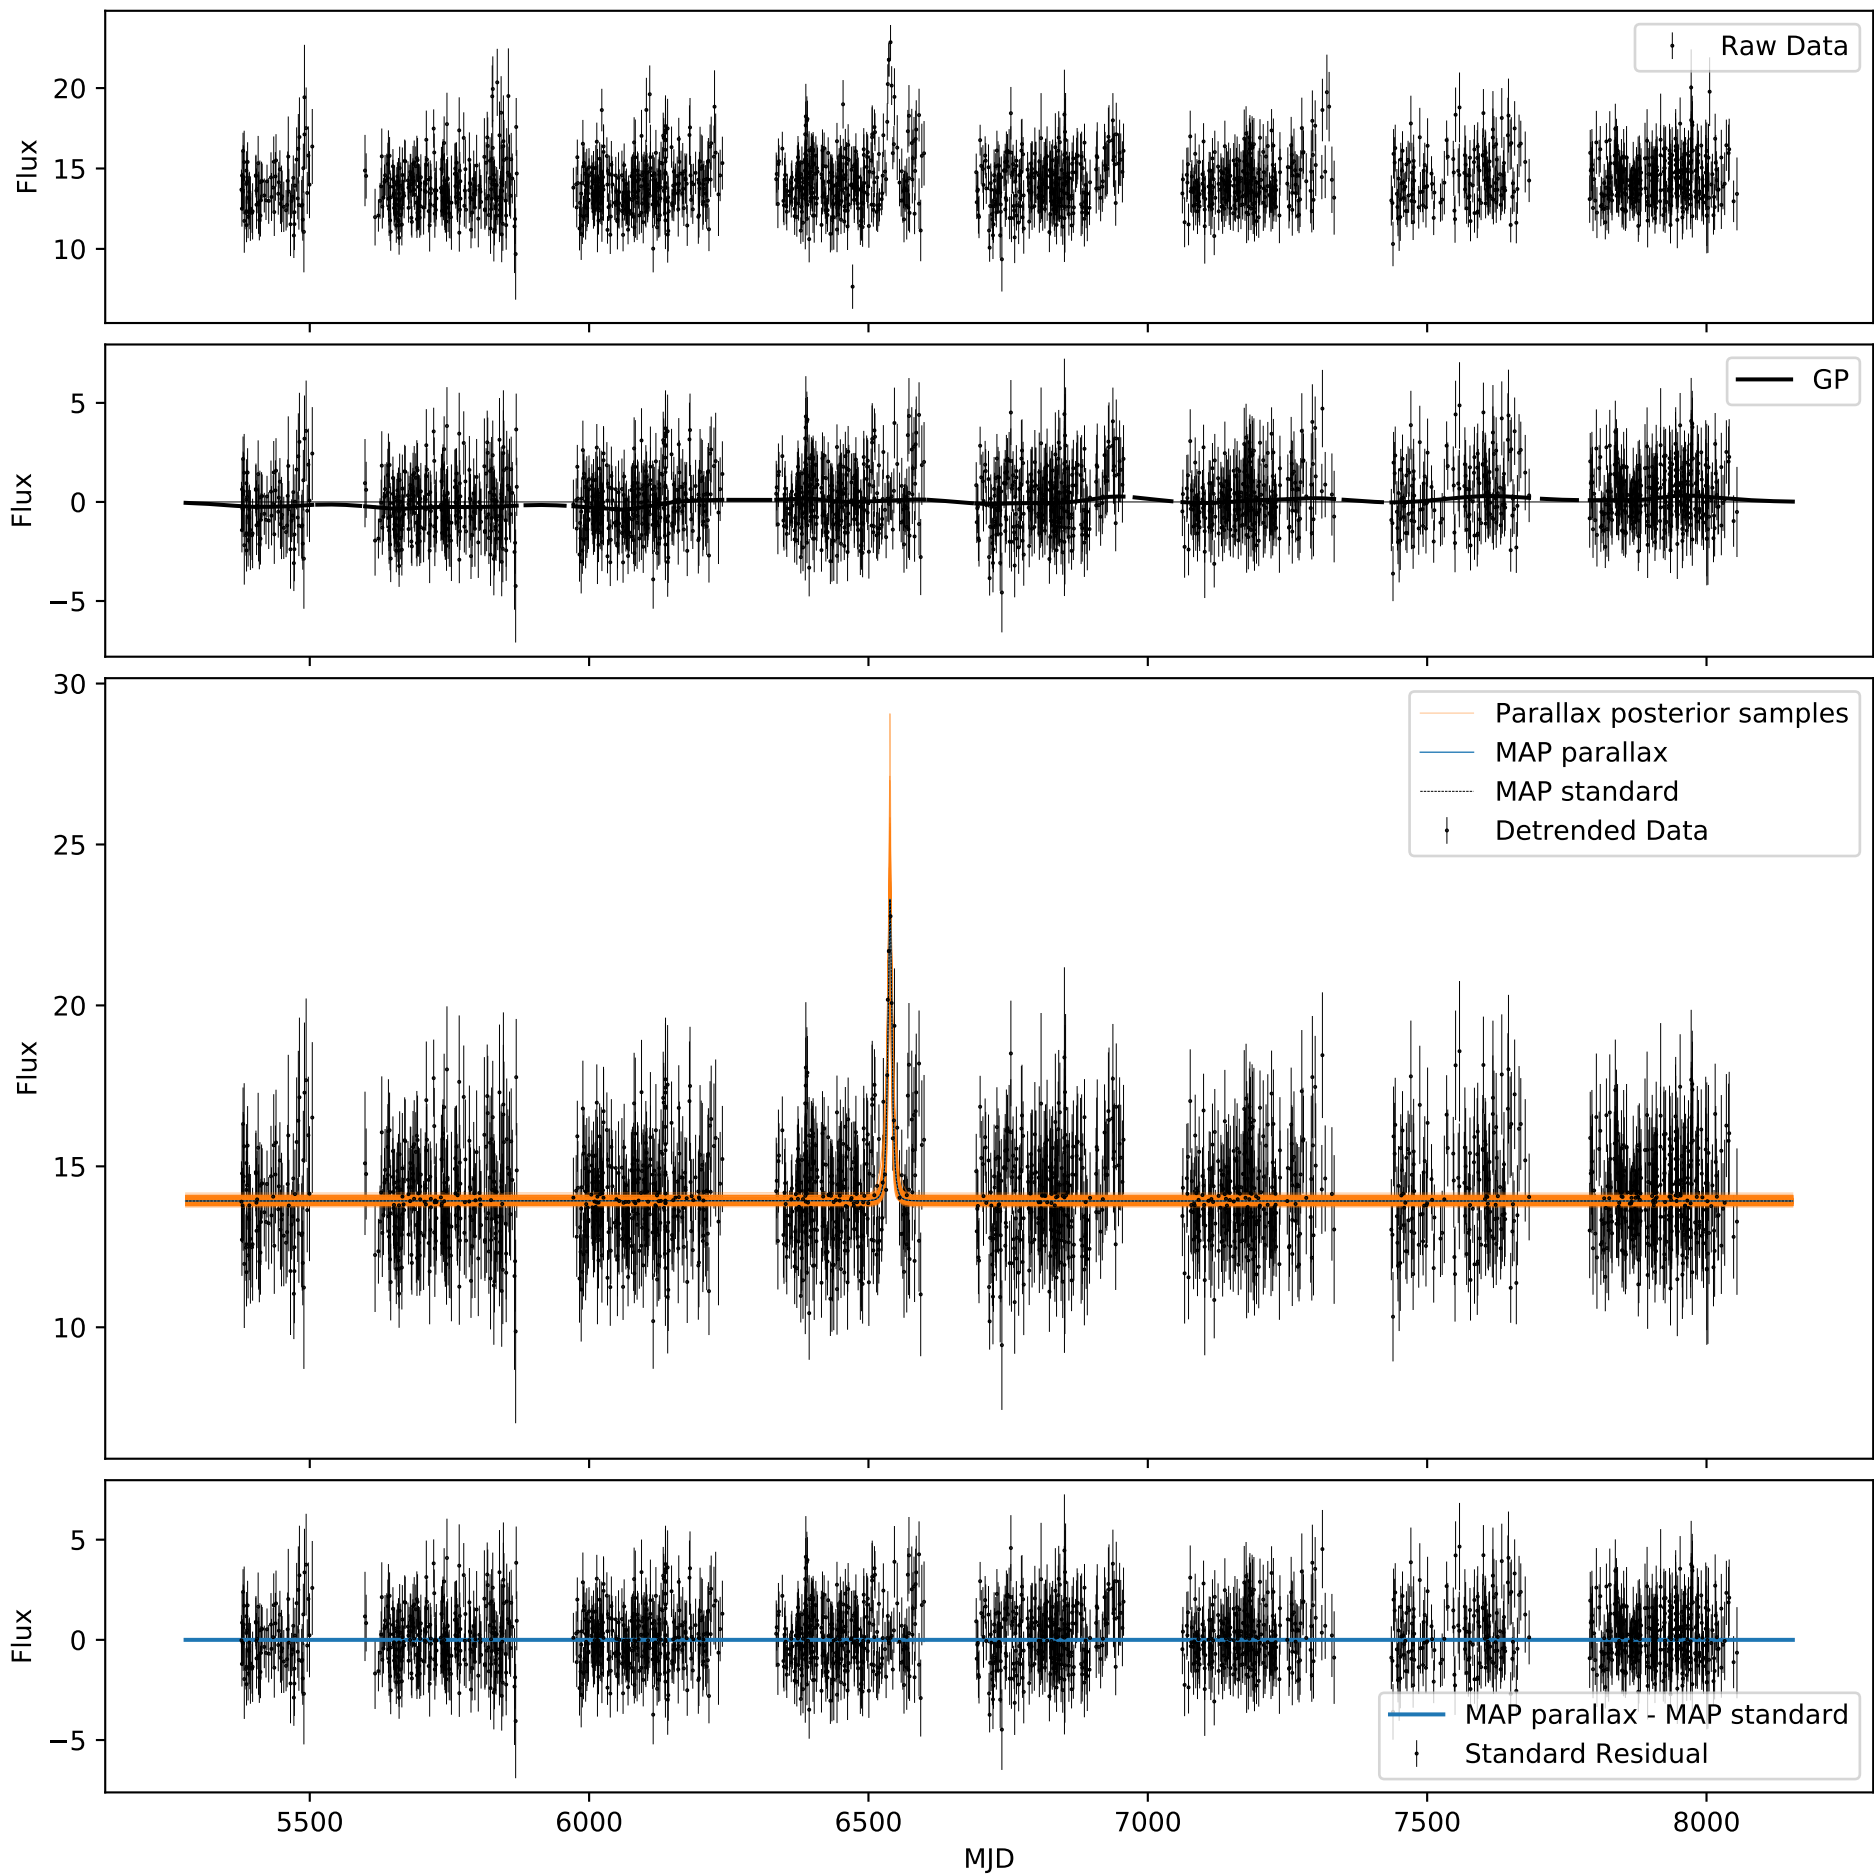 20
15
10
Flux
Raw Data
5
0
−5
Flux
GP
30
25
20
15
10
Flux
Parallax posterior samples
MAP parallax
MAP standard
Detrended Data
5
0
−5
Flux
MAP parallax - MAP standard
Standard Residual
5500 6000 6500 7000 7500 8000
MJD